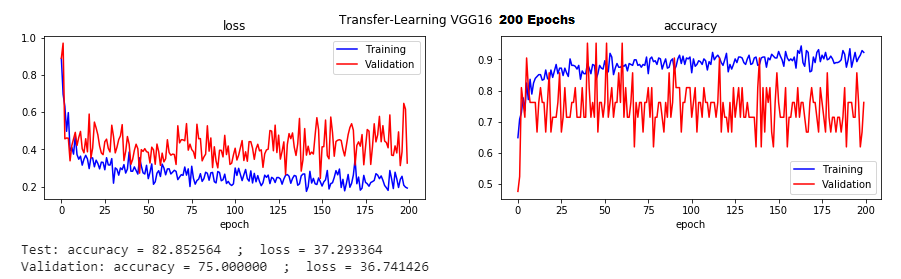 Transfer-Learning VGG16 200 Epochs
loss
accuracy
1.0
0.8
0.6
0.4
0.2
Training
Validation
0
25
50
75
100
125
150
175
200
epoch
0.9
0.8
0.7
0.6
0.5
Training
Validation
0
25
50
75
100
125
150
175
200
epoch
Test: accuracy = 82.852564 ; loss = 37.293364
Validation: accuracy = 75.000000 ; loss = 36.741426